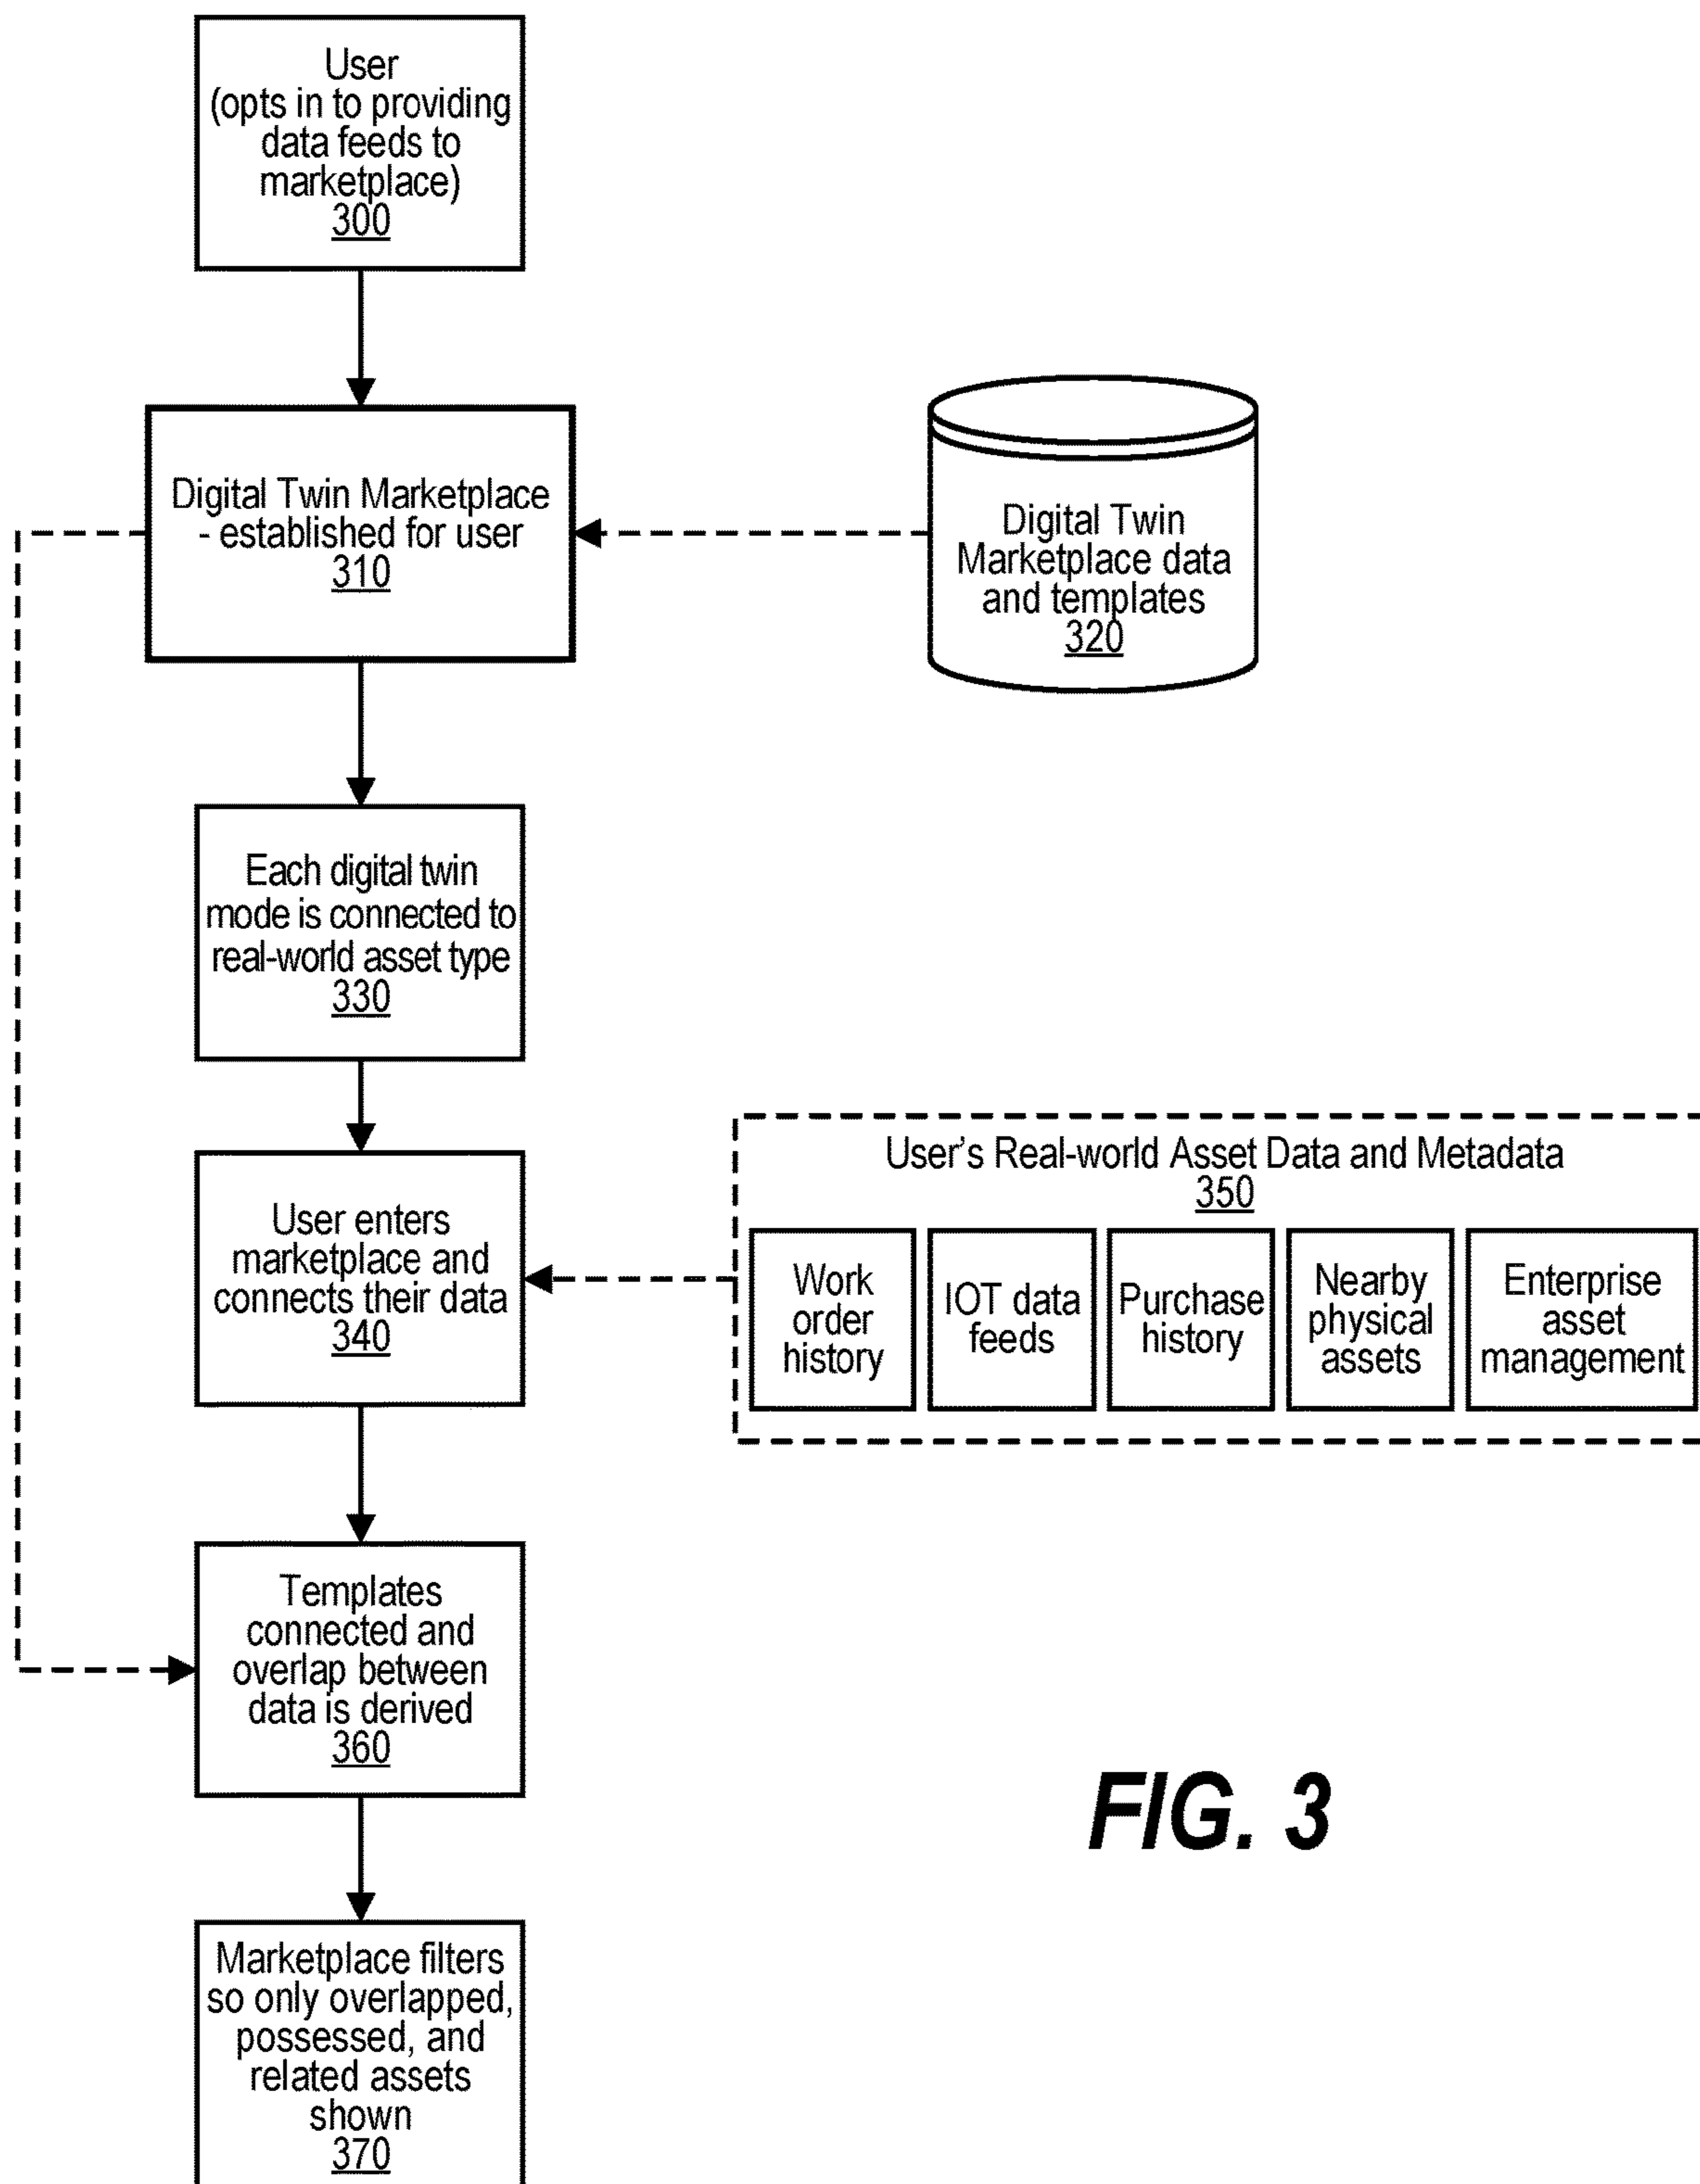 User
(opts in to providing
data feeds to
marketplace)
300
Digital Twin Marketplace
- established for user
310
Digital Twin
Marketplace data
and templates
320
Each digital twin
mode is connected to
real-world asset type
330
User enters
marketplace and
connects their data
340
User's Real-world Asset Data and Metadata
350
Work
order
history
IOT data
feeds
Purchase
history
Nearby
physical
assets
Enterprise
asset
management
Templates
connected and
overlap between
data is derived
360
Marketplace filters
so only overlapped,
possessed, and
related assets
shown
370
FIG. 3